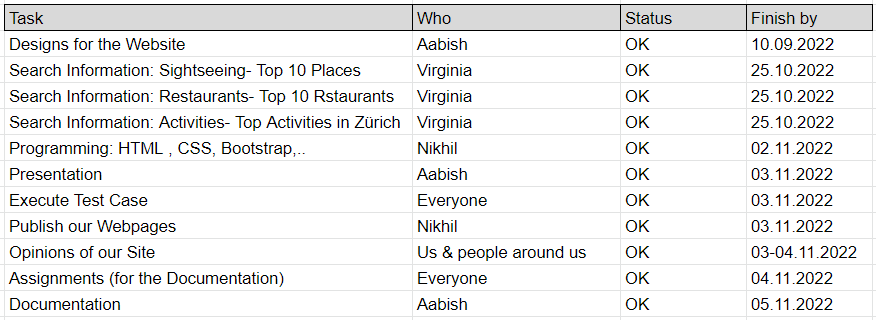 Task Who Status Finish by
Designs for the Website Aabish OK 10.09.2022
Search Information: Sightseeing- Top 10 Places Virginia OK 25.10.2022
Search Information: Restaurants- Top 10 Rstaurants Virginia OK 25.10.2022
Search Information: Activities- Top Activities in Zürich Virginia OK 25.10.2022
Programming: HTML , CSS, Bootstrap,.. Nikhil OK 02.11.2022
Presentation Aabish OK 03.11.2022
Execute Test Case Everyone OK 03.11.2022
Publish our Webpages Nikhil OK 03.11.2022
Opinions of our Site Us & people around us OK 03-04.11.2022
Assignments (for the Documentation) Everyone OK 04.11.2022
Documentation Aabish OK 05.11.2022